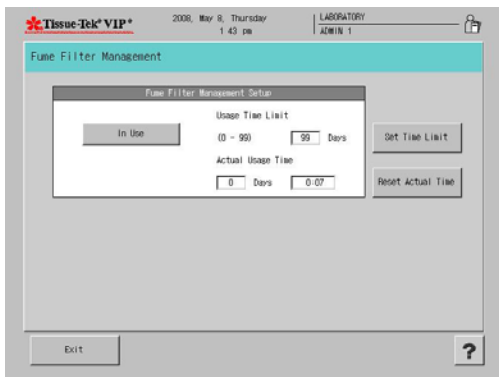 Tissue-Tek® VIP®
2008, May 8, Thursday
1 43 pm
LABORATORY
ADMIN 1
Fume Filter Management
Fume Filter Management Setup
In Use
Usage Time Limit
(0 - 99) 99 Days
Actual Usage Time
0 Days 0:07
Set Time Limit
Reset Actual Time
Exit
?